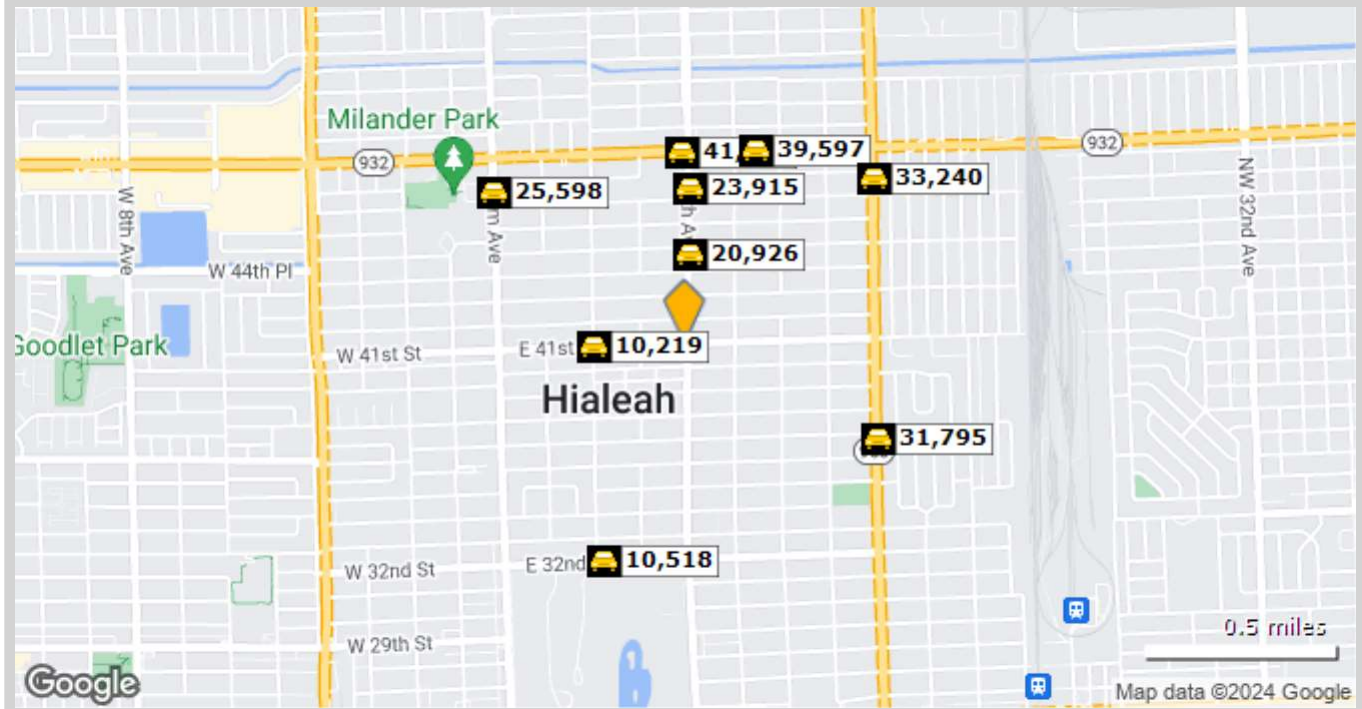 Milander Park
932
932
41,
39,597
33,240
25,598
23,915
NW 32nd Ave
W 8th Ave
20,926
W 44th Pl
Goodlet Park
W 41st St
E 41st
10,219
Hialeah
31,795
E 32nd
10,518
W 32nd St
0.5 miles
W 29th St
Google
Map data ©2024 Google